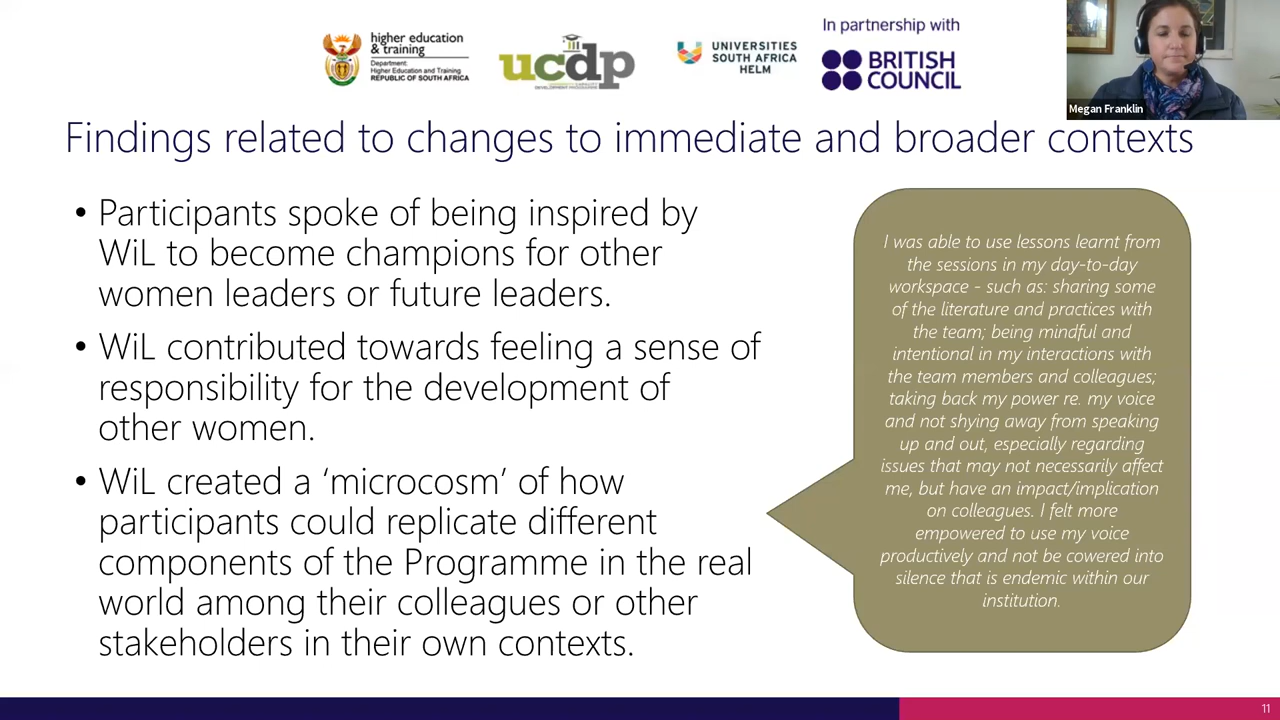 higher education
& training
Department:
Higher Education and Training
REPUBLIC OF SOUTH AFRICA
ucdp
UNIVERSITIES
SOUTH AFRICA
HELM
In partnership with
BRITISH
COUNCIL
Megan Franklin
Findings related to changes to immediate and broader contexts
• Participants spoke of being inspired by
WiL to become champions for other
women leaders or future leaders.
• WiL contributed towards feeling a sense of
responsibility for the development of
other women.
• WiL created a ‘microcosm’ of how
participants could replicate different
components of the Programme in the real
world among their colleagues or other
stakeholders in their own contexts.
I was able to use lessons learnt from
the sessions in my day-to-day
workspace - such as: sharing some
of the literature and practices with
the team; being mindful and
intentional in my interactions with
the team members and colleagues;
taking back my power re. my voice
and not shying away from speaking
up and out, especially regarding
issues that may not necessarily affect
me, but have an impact/implication
on colleagues. I felt more
empowered to use my voice
productively and not be cowered into
silence that is endemic within our
institution.
11